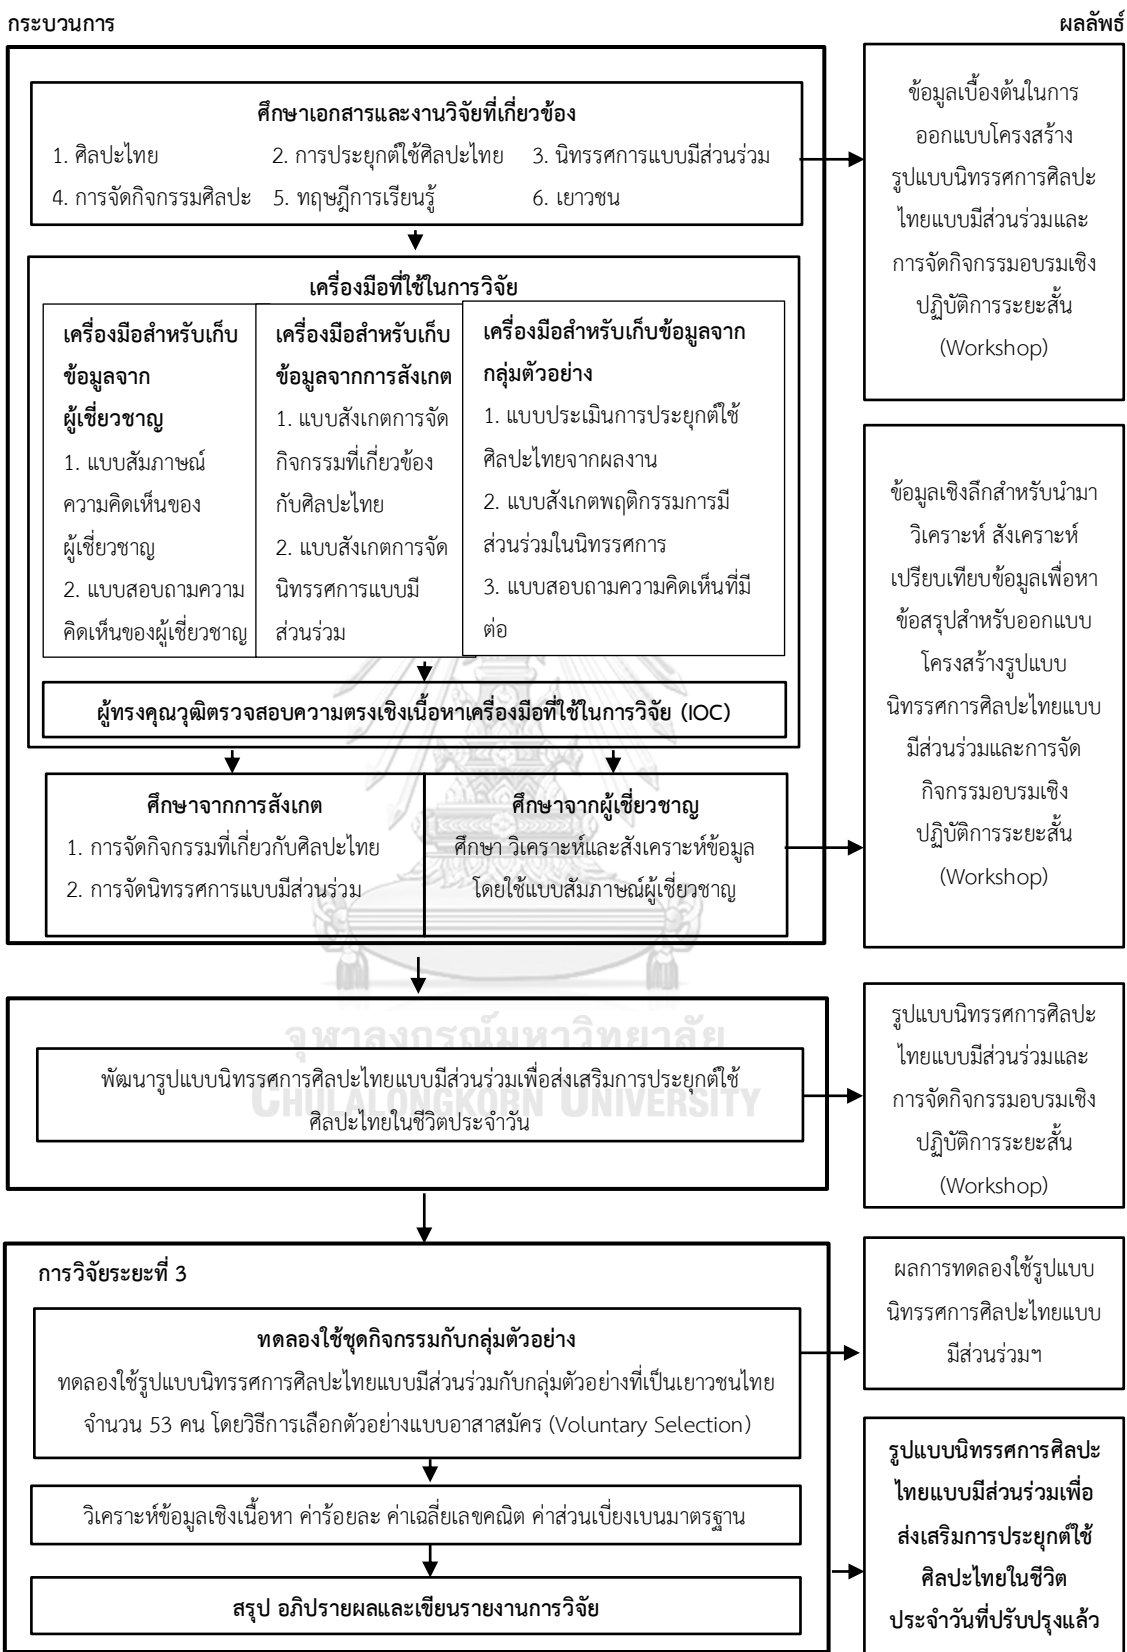 กระบวนการ
ผลลัพธ์
ศึกษาเอกสารและงานวิจัยที่เกี่ยวข้อง
1. ศิลปะไทย 2. การประยุกต์ใช้ศิลปะไทย 3. นิทรรศการแบบมีส่วนร่วม
4. การจัดกิจกรรมศิลปะ 5. ทฤษฎีการเรียนรู้ 6. เยาวชน
ข้อมูลเบื้องต้นในการ
ออกแบบโครงสร้าง
รูปแบบนิทรรศการศิลปะ
ไทยแบบมีส่วนร่วมและ
การจัดกิจกรรมอบรมเชิง
ปฏิบัติการระยะสั้น
(Workshop)
เครื่องมือที่ใช้ในการวิจัย
เครื่องมือสำหรับเก็บ
ข้อมูลจาก
ผู้เชี่ยวชาญ
1. แบบสัมภาษณ์
ความคิดเห็นของ
ผู้เชี่ยวชาญ
2. แบบสอบถามความ
คิดเห็นของผู้เชี่ยวชาญ
เครื่องมือสำหรับเก็บ
ข้อมูลจากการสังเกต
1. แบบสังเกตการจัด
กิจกรรมที่เกี่ยวข้อง
กับศิลปะไทย
2. แบบสังเกตการจัด
นิทรรศการแบบมี
ส่วนร่วม
เครื่องมือสำหรับเก็บข้อมูลจาก
กลุ่มตัวอย่าง
1. แบบประเมินการประยุกต์ใช้
ศิลปะไทยจากผลงาน
2. แบบสังเกตพฤติกรรมการมี
ส่วนร่วมในนิทรรศการ
3. แบบสอบถามความคิดเห็นที่มี
ต่อ
ผู้ทรงคุณวุฒิตรวจสอบความตรงเชิงเนื้อหาเครื่องมือที่ใช้ในการวิจัย (IOC)
ศึกษาจากการสังเกต
1. การจัดกิจกรรมที่เกี่ยวกับศิลปะไทย
2. การจัดนิทรรศการแบบมีส่วนร่วม
ศึกษาจากผู้เชี่ยวชาญ
ศึกษา วิเคราะห์และสังเคราะห์ข้อมูล
โดยใช้แบบสัมภาษณ์ผู้เชี่ยวชาญ
ข้อมูลเชิงลึกสำหรับนำมา
วิเคราะห์ สังเคราะห์
เปรียบเทียบข้อมูลเพื่อหา
ข้อสรุปสำหรับออกแบบ
โครงสร้างรูปแบบ
นิทรรศการศิลปะไทยแบบ
มีส่วนร่วมและการจัด
กิจกรรมอบรมเชิง
ปฏิบัติการระยะสั้น
(Workshop)
จุฬาลงกรณ์มหาวิทยาลัย
CHULALONGKORN UNIVERSITY
พัฒนารูปแบบนิทรรศการศิลปะไทยแบบมีส่วนร่วมเพื่อส่งเสริมการประยุกต์ใช้
ศิลปะไทยในชีวิตประจำวัน
รูปแบบนิทรรศการศิลปะ
ไทยแบบมีส่วนร่วมและ
การจัดกิจกรรมอบรมเชิง
ปฏิบัติการระยะสั้น
(Workshop)
การวิจัยระยะที่ 3
ทดลองใช้ชุดกิจกรรมกับกลุ่มตัวอย่าง
ทดลองใช้รูปแบบนิทรรศการศิลปะไทยแบบมีส่วนร่วมกับกลุ่มตัวอย่างที่เป็นเยาวชนไทย
จำนวน 53 คน โดยวิธีการเลือกตัวอย่างแบบอาสาสมัคร (Voluntary Selection)
ผลการทดลองใช้รูปแบบ
นิทรรศการศิลปะไทยแบบ
มีส่วนร่วมฯ
วิเคราะห์ข้อมูลเชิงเนื้อหา ค่าร้อยละ ค่าเฉลี่ยเลขคณิต ค่าส่วนเบี่ยงเบนมาตรฐาน
สรุป อภิปรายผลและเขียนรายงานการวิจัย
รูปแบบนิทรรศการศิลปะ
ไทยแบบมีส่วนร่วมเพื่อ
ส่งเสริมการประยุกต์ใช้
ศิลปะไทยในชีวิต
ประจำวันที่ปรับปรุงแล้ว